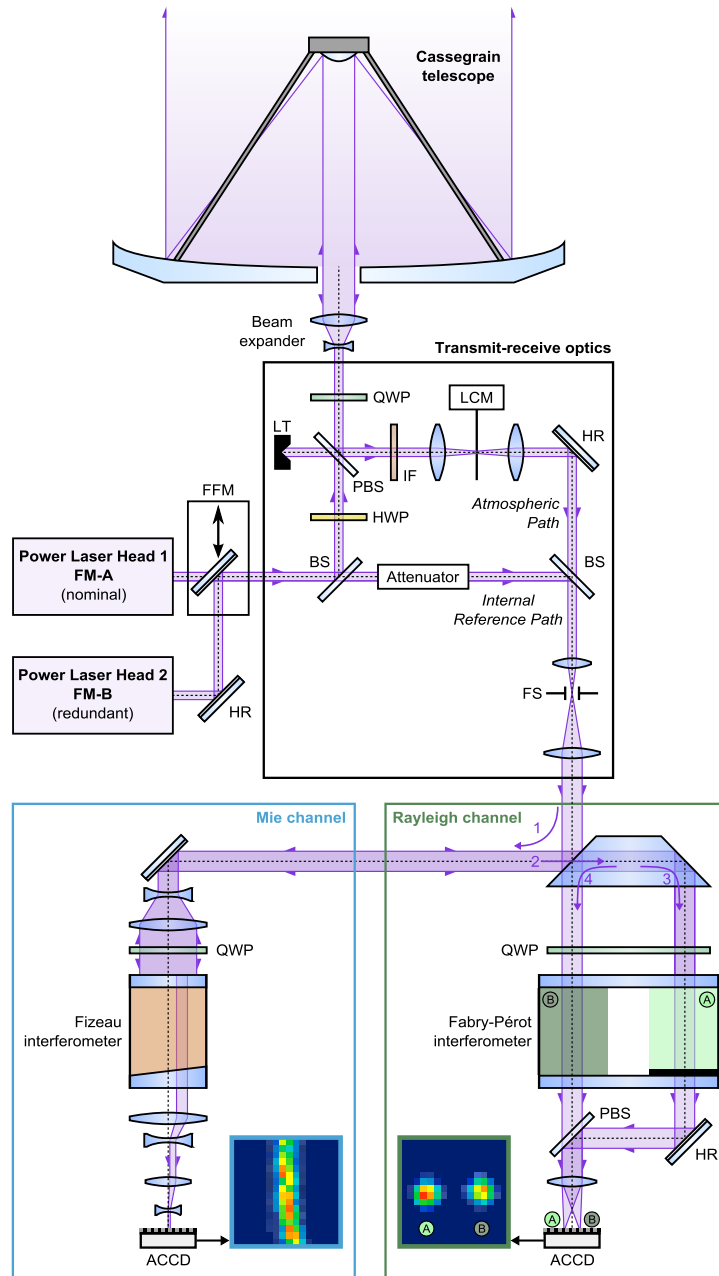 Cassegrain
telescope
Beam
expander
Transmit-receive optics
QWP
LCM
LT
HR
PBS
IF
FFM
Atmospheric
Path
HWP
Power Laser Head 1
FM-A
(nominal)
BS
Attenuator
BS
Internal
Reference Path
Power Laser Head 2
FM-B
(redundant)
HR
FS
Mie channel
Rayleigh channel
1
2
4
3
QWP
QWP
B
A
Fizeau
interferometer
Fabry-Pérot
interferometer
PBS
HR
A
B
A
B
ACCD
ACCD